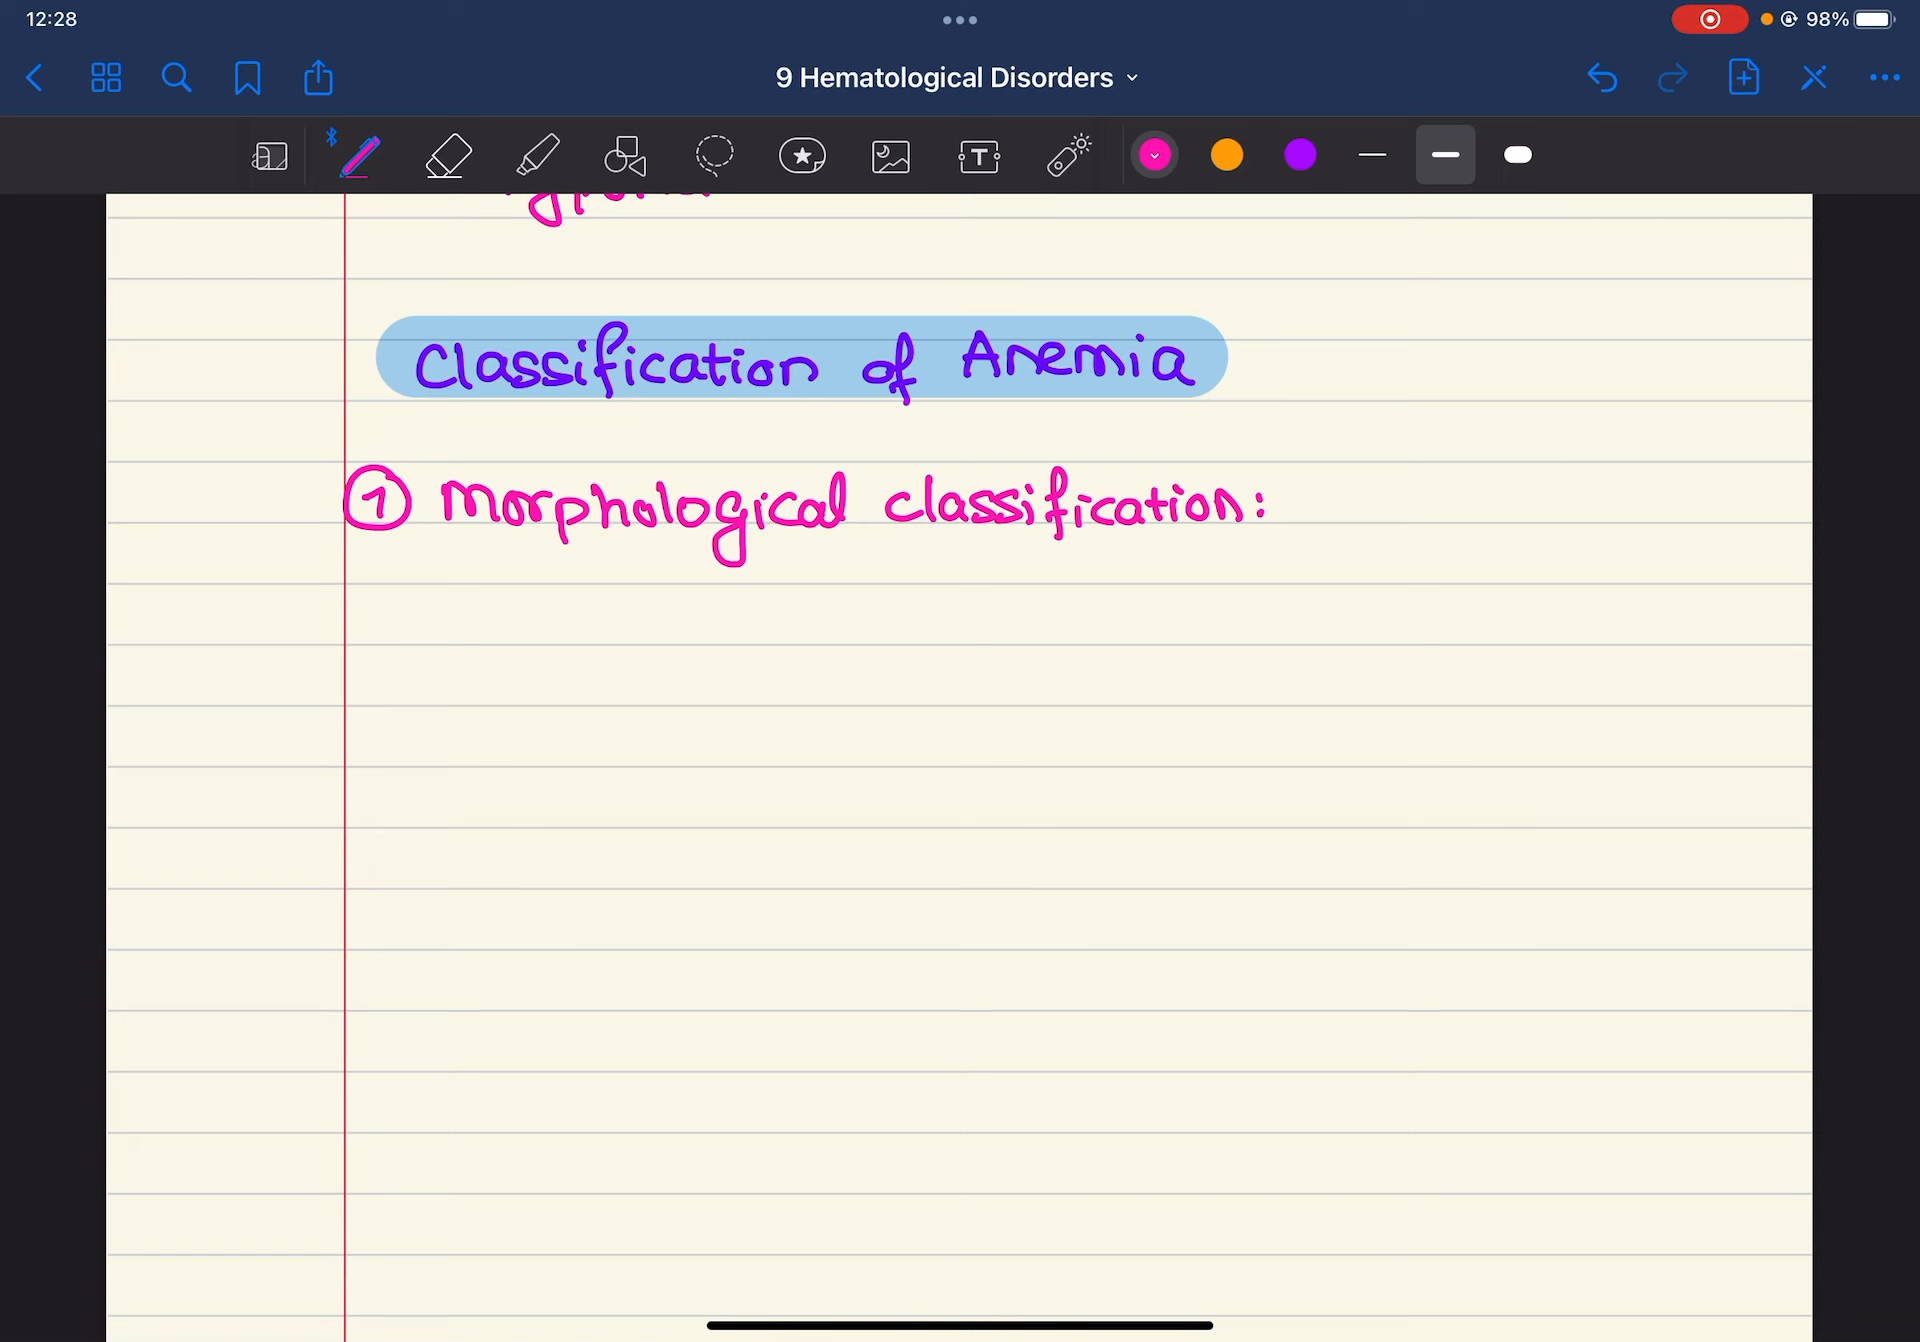 12:28
98%
9 Hematological Disorders
Classification of Anemia
1 Morphological classification: